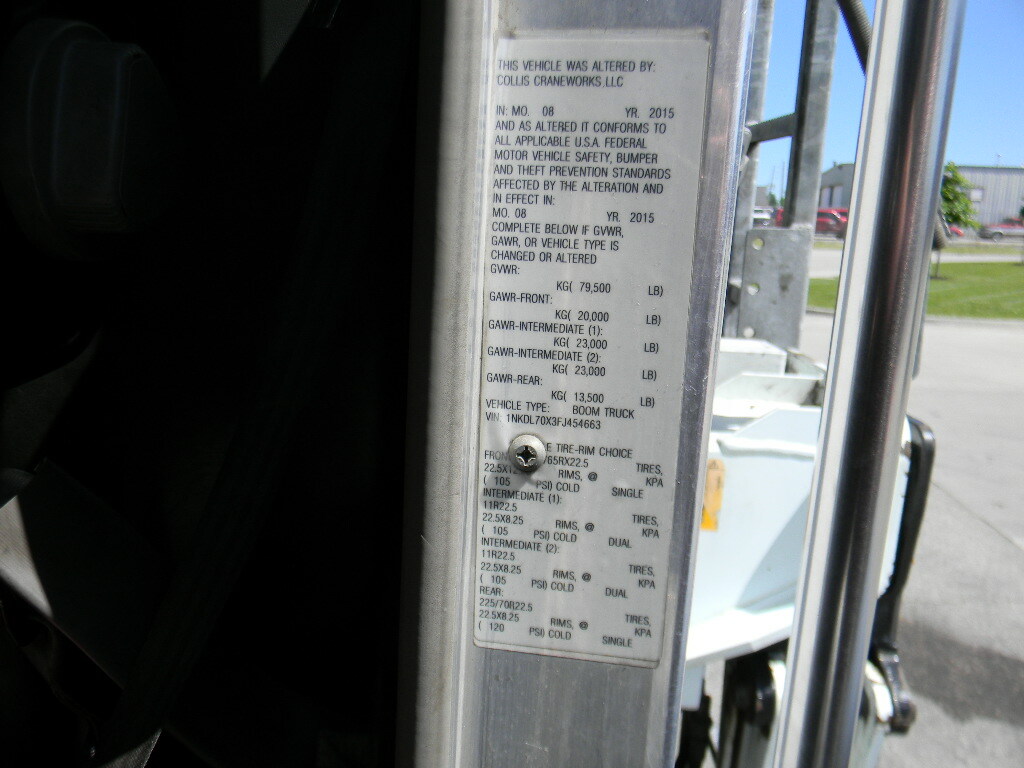 THIS VEHICLE WAS ALTERED BY:
COLLIS CRANEWORKS, LLC
IN: MO. 08 YR. 2015
AND AS ALTERED IT CONFORMS TO
ALL APPLICABLE U.S.A. FEDERAL
MOTOR VEHICLE SAFETY, BUMPER
AND THEFT PREVENTION STANDARDS
AFFECTED BY THE ALTERATION AND
IN EFFECT IN:
MO. 08 YR. 2015
COMPLETE BELOW IF GVWR,
GAWR, OR VEHICLE TYPE IS
CHANGED OR ALTERED
GVWR:
KG( 79,500 LB)
GAWR-FRONT:
KG( 20,000 LB)
GAWR-INTERMEDIATE (1):
KG( 23,000 LB)
GAWR-INTERMEDIATE (2):
KG( 23,000 LB)
GAWR-REAR:
KG( 13,500 LB)
VEHICLE TYPE: BOOM TRUCK
VIN: 1NKDL70X3FJ454663
TIRE-RIM CHOICE
/65RX22.5 TIRES,
RIMS, @ KPA
( 105 PSI) COLD SINGLE
INTERMEDIATE (1):
11R22.5 TIRES,
22.5X8.25 RIMS, @ KPA
( 105 PSI) COLD DUAL
INTERMEDIATE (2):
11R22.5 TIRES,
22.5X8.25 RIMS, @ KPA
( 105 PSI) COLD DUAL
REAR:
225/70R22.5 TIRES,
22.5X8.25 RIMS, @ KPA
( 120 PSI) COLD SINGLE